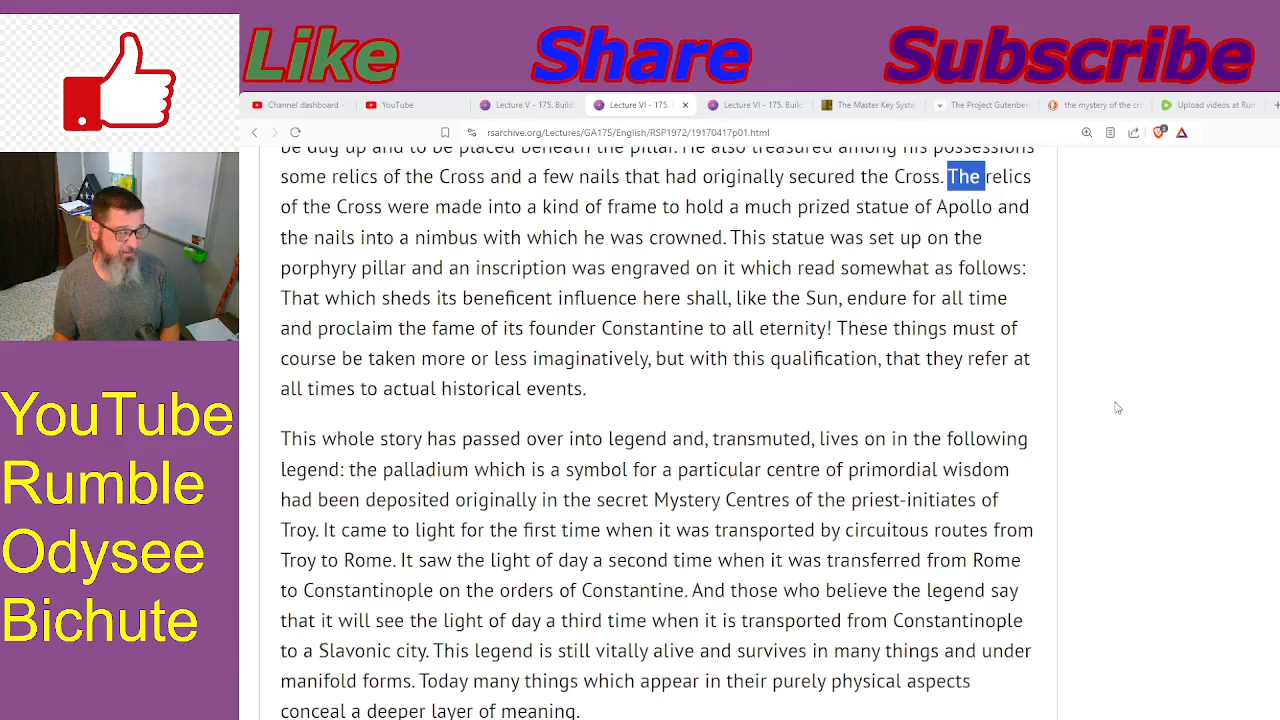 Like Share Subscribe
Channel dashboard -
YouTube
Lecture V - 175. Buildi
Lecture VI - 175.
Lecture VI - 175. Buil
The Master Key Syste
The Project Gutenber
the mystery of the cro
Upload videos at Rum
rsarchive.org/Lectures/GA175/English/RSP1972/19170417p01.html
be dug up and to be placed beneath the pillar. He also treasured among his possessions
some relics of the Cross and a few nails that had originally secured the Cross. The relics
of the Cross were made into a kind of frame to hold a much prized statue of Apollo and
the nails into a nimbus with which he was crowned. This statue was set up on the
porphyry pillar and an inscription was engraved on it which read somewhat as follows:
That which sheds its beneficent influence here shall, like the Sun, endure for all time
and proclaim the fame of its founder Constantine to all eternity! These things must of
course be taken more or less imaginatively, but with this qualification, that they refer at
all times to actual historical events.
This whole story has passed over into legend and, transmuted, lives on in the following
legend: the palladium which is a symbol for a particular centre of primordial wisdom
had been deposited originally in the secret Mystery Centres of the priest-initiates of
Troy. It came to light for the first time when it was transported by circuitous routes from
Troy to Rome. It saw the light of day a second time when it was transferred from Rome
to Constantinople on the orders of Constantine. And those who believe the legend say
that it will see the light of day a third time when it is transported from Constantinople
to a Slavonic city. This legend is still vitally alive and survives in many things and under
manifold forms. Today many things which appear in their purely physical aspects
conceal a deeper layer of meaning.
YouTube
Rumble
Odysee
Bichute